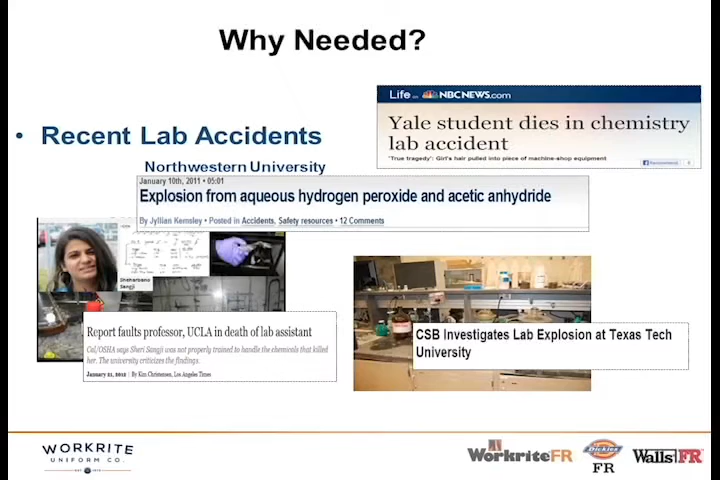 Why Needed?
Life on NBCNEWS.com
Yale student dies in chemistry
lab accident
'True tragedy': Girl's hair pulled into piece of machine-shop equipment
Recommend 0
• Recent Lab Accidents
Northwestern University
January 10th, 2011 • 05:01
Explosion from aqueous hydrogen peroxide and acetic anhydride
By Jyllian Kemsley • Posted in Accidents, Safety resources • 12 Comments
Sheharbano
Sangji
Report faults professor, UCLA in death of lab assistant
Cal/OSHA says Sheri Sangji was not properly trained to handle the chemicals that killed
her. The university criticizes the findings.
January 21, 2012 | By Kim Christensen, Los Angeles Times
CSB Investigates Lab Explosion at Texas Tech
University
WORKRITE
UNIFORM CO.
WorkriteFR
Dickies
FR
Walls FR